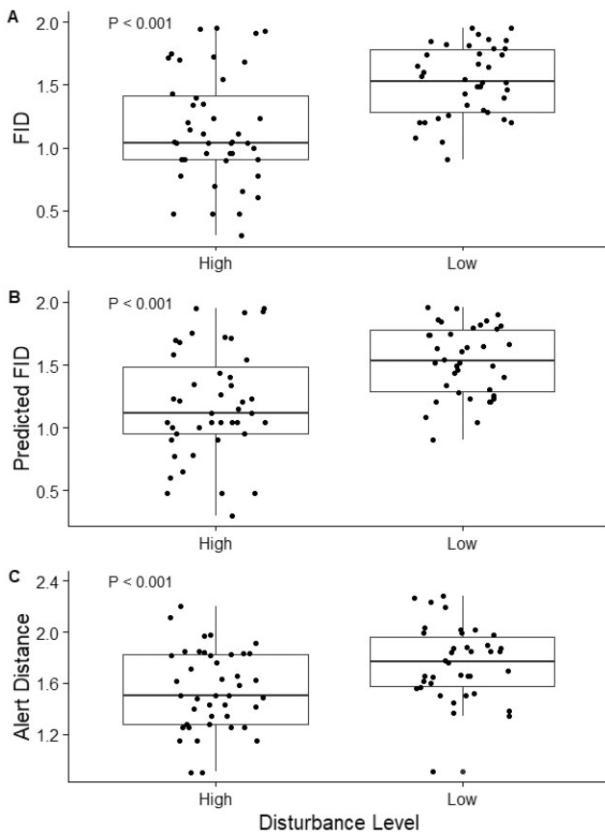 A
P < 0.001
2.0
1.5
1.0
0.5
FID
High
Low
B
P < 0.001
2.0
1.5
1.0
0.5
Predicted FID
High
Low
C
P < 0.001
2.4
2.0
1.6
1.2
Alert Distance
High
Low
Disturbance Level